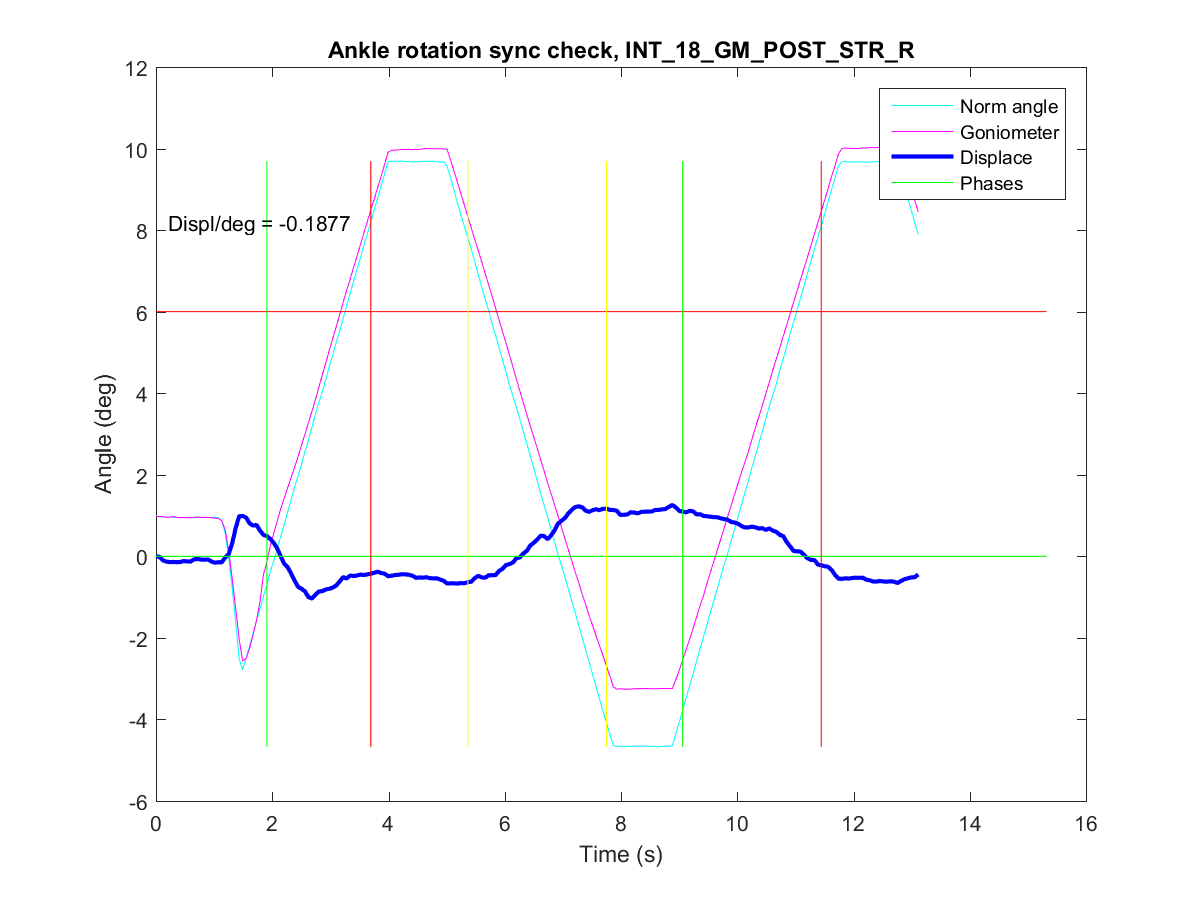 Ankle rotation sync check, INT_18_GM_POST_STR_R
12
10
8
6
4
2
0
-2
-4
-6
Angle (deg)
Displ/deg = -0.1877
Norm angle
Goniometer
Displace
Phases
0 2 4 6 8 10 12 14 16
Time (s)